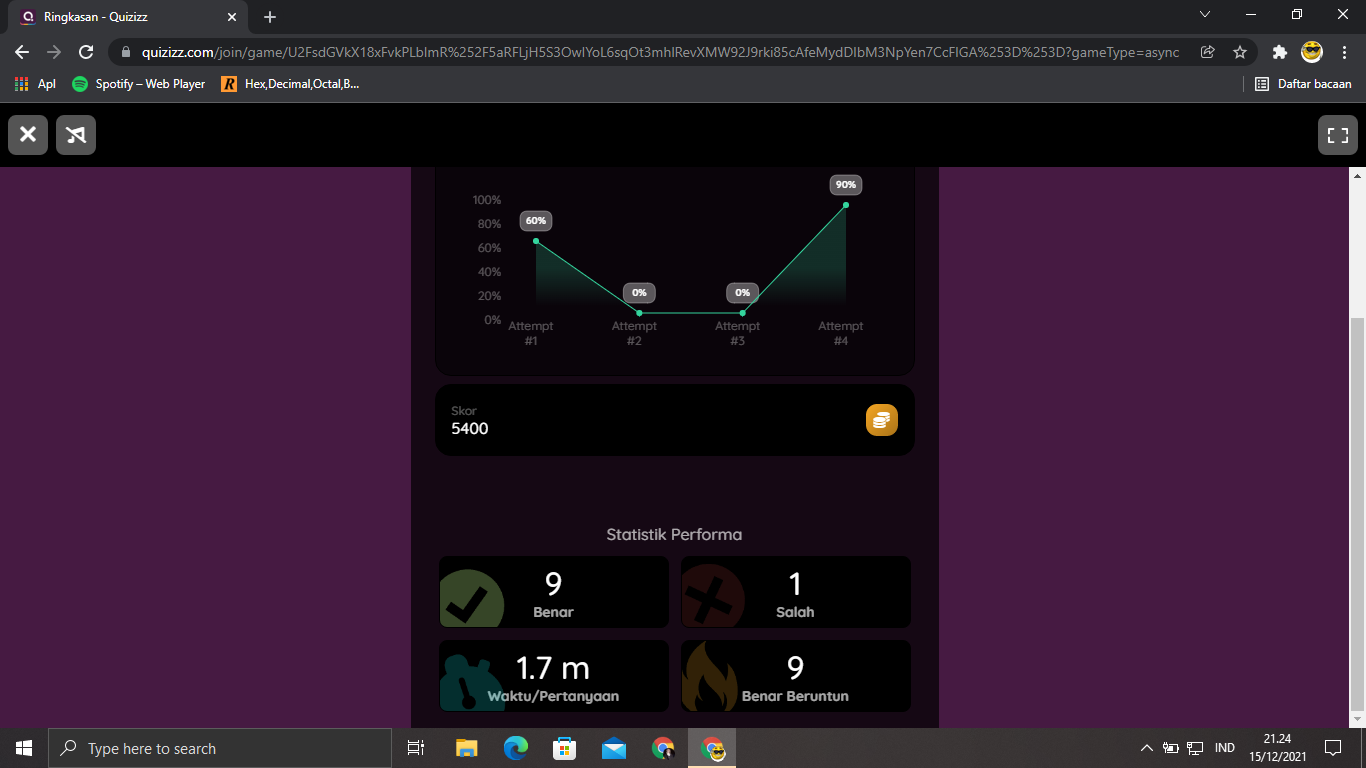 Ringkasan - Quizizz
quizizz.com/join/game/U2FsdGVkX18xFvkPLbImR%252F5aRFLjH5S3OwIYoL6sqOt3mhIRevXMW92J9rki85cAfeMydDIbM3NpYen7CcFIGA%253D%253D?gameType=async
Apl
Spotify – Web Player
Hex,Decimal,Octal,B...
Daftar bacaan
100%
80%
60%
40%
20%
0%
60%
0%
0%
90%
Attempt
#1
Attempt
#2
Attempt
#3
Attempt
#4
Skor
5400
Statistik Performa
9
Benar
1
Salah
1.7 m
Waktu/Pertanyaan
9
Benar Beruntun
Type here to search
IND
21.24
15/12/2021